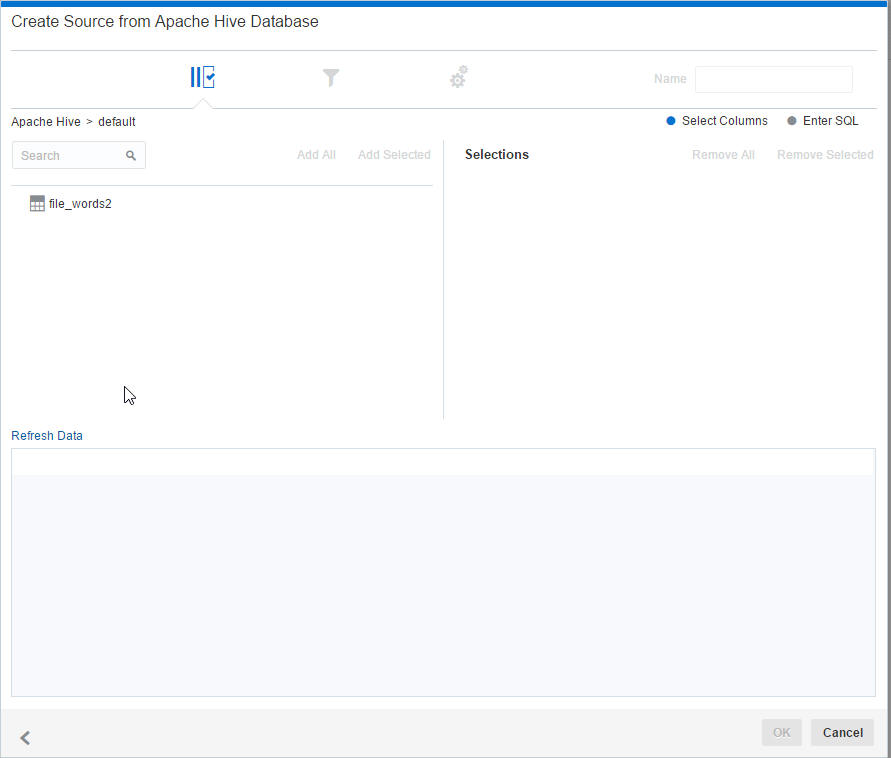 Create Source from Apache Hive Database
Name
Apache Hive > default
Select Columns
Enter SQL
Search
Add All
Add Selected
Selections
Remove All
Remove Selected
file_words2
Refresh Data
OK
Cancel